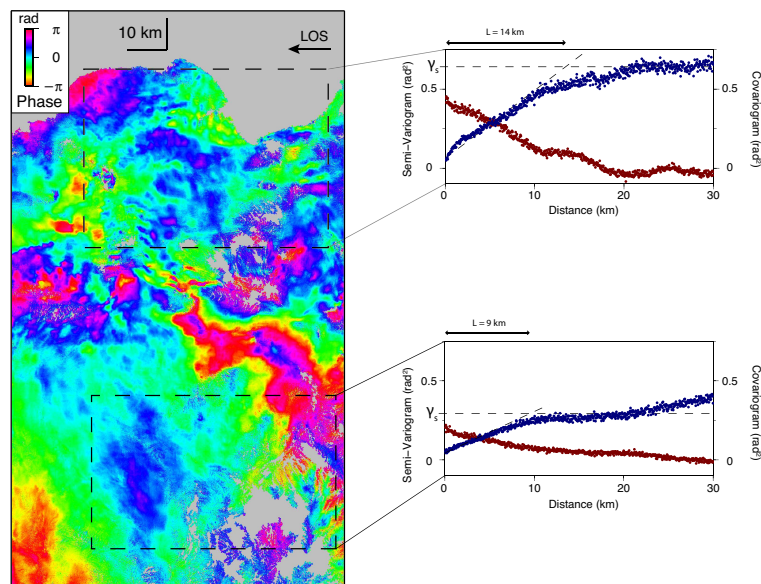 rad
π
0
−π
Phase
10 km
LOS
L = 14 km
γs
0.5
0
Semi−Variogram (rad²)
0.5
0
Covariogram (rad²)
0 10 20 30
Distance (km)
L = 9 km
γs
0.5
0
Semi−Variogram (rad²)
0.5
0
Covariogram (rad²)
0 10 20 30
Distance (km)